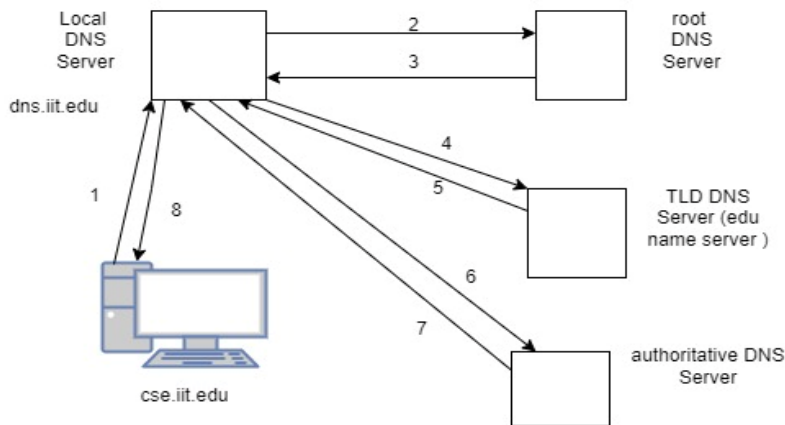 Local
DNS
Server
dns.iit.edu
2
3
root
DNS
Server
4
5
TLD DNS
Server (edu
name server )
1
8
6
7
authoritative DNS
Server
cse.iit.edu